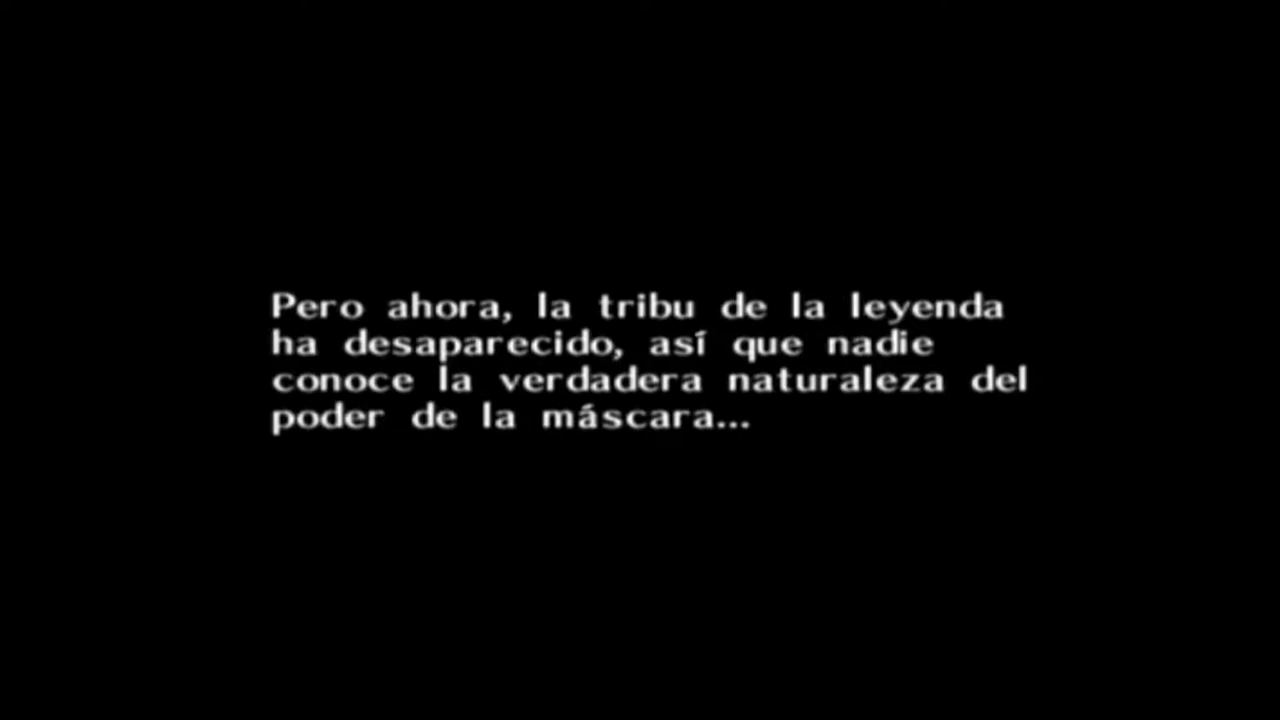 Pero ahora, la tribu de la leyenda
ha desaparecido, así que nadie
conoce la verdadera naturaleza del
poder de la máscara...